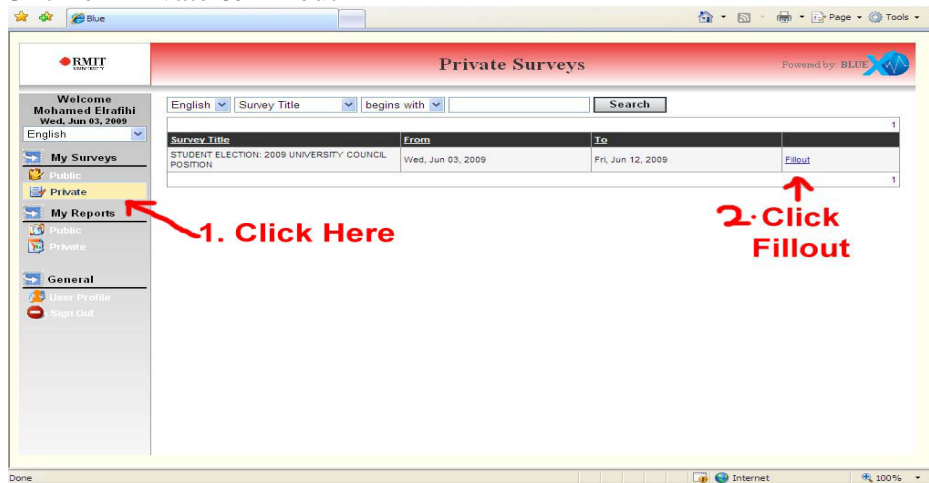 Blue
Page
Tools
RMIT
UNIVERSITY
Private Surveys
Powered by: BLUE
Welcome
Mohamed Elrafihi
Wed, Jun 03, 2009
English
My Surveys
Public
Private
My Reports
Public
Private
General
User Profile
Sign Out
English Survey Title begins with Search
1
Survey Title From To
STUDENT ELECTION: 2009 UNIVERSITY COUNCIL POSITION Wed, Jun 03, 2009 Fri, Jun 12, 2009 Fillout
1
1. Click Here
2. Click
Fillout
Done Internet 100%